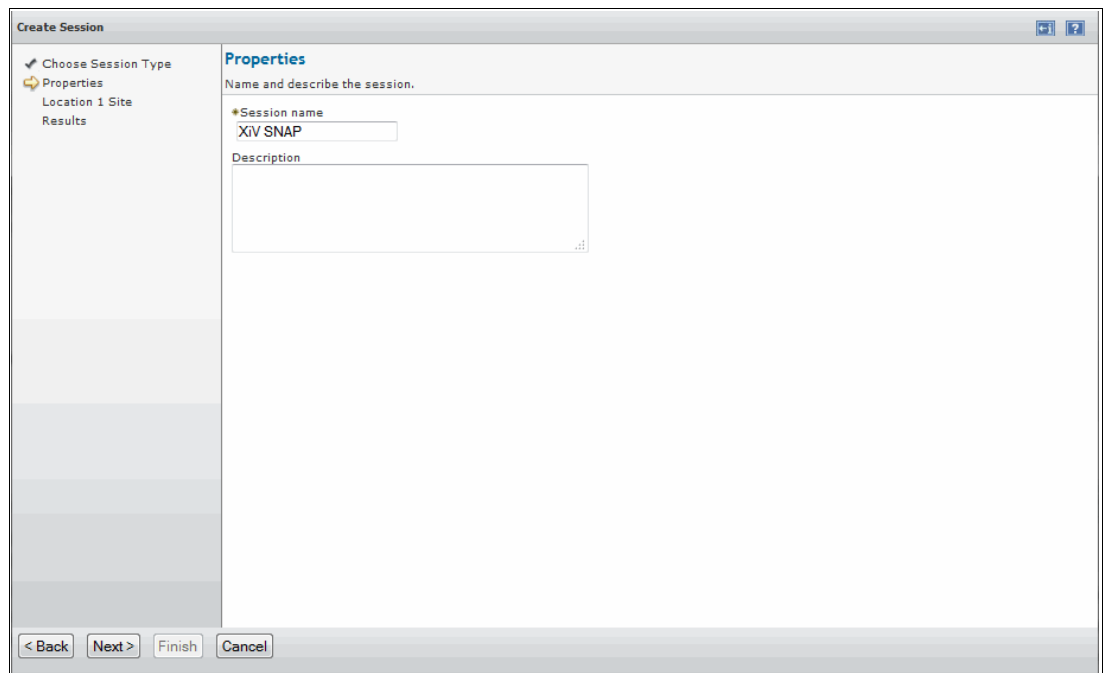 Create Session
?
Choose Session Type
Properties
Location 1 Site
Results
Properties
Name and describe the session.
*Session name
XiV SNAP
Description
< Back Next > Finish Cancel